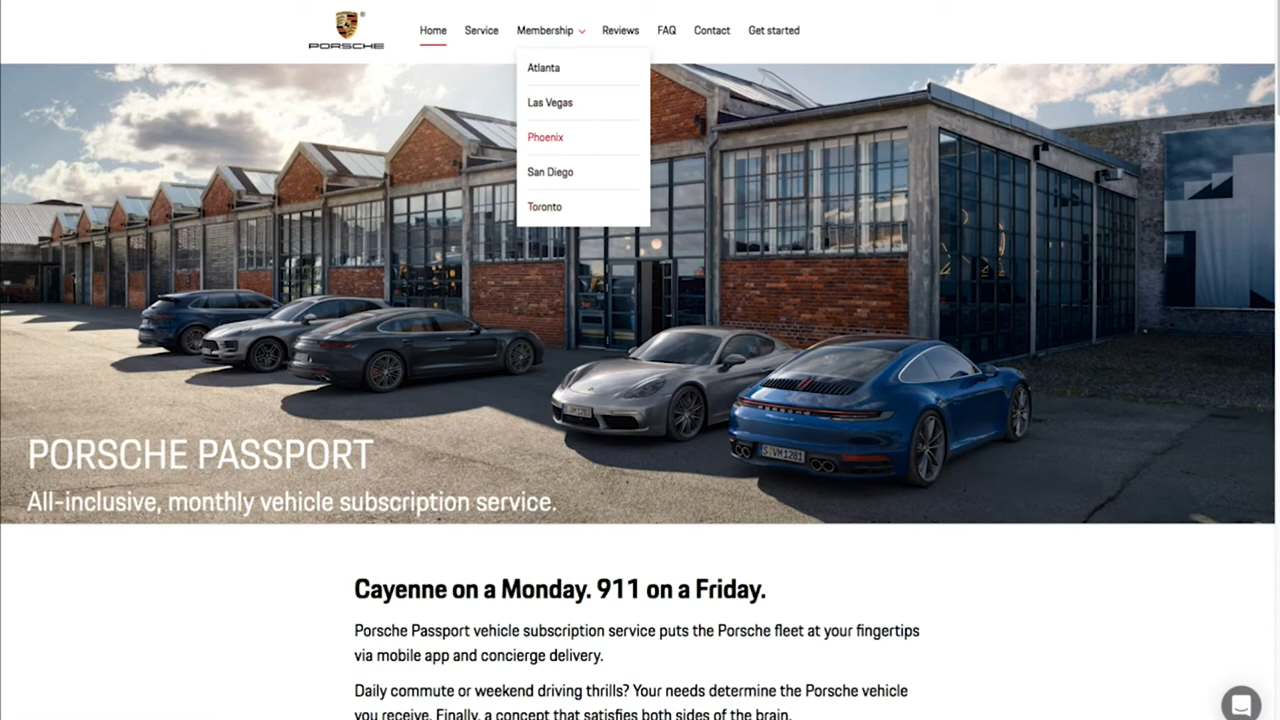 PORSCHE
Home Service Membership Reviews FAQ Contact Get started
Atlanta
Las Vegas
Phoenix
San Diego
Toronto
PORSCHE
S VM 1281
PORSCHE PASSPORT
All-inclusive, monthly vehicle subscription service.
Cayenne on a Monday. 911 on a Friday.
Porsche Passport vehicle subscription service puts the Porsche fleet at your fingertips
via mobile app and concierge delivery.
Daily commute or weekend driving thrills? Your needs determine the Porsche vehicle
you receive. Finally, a concept that satisfies both sides of the brain.